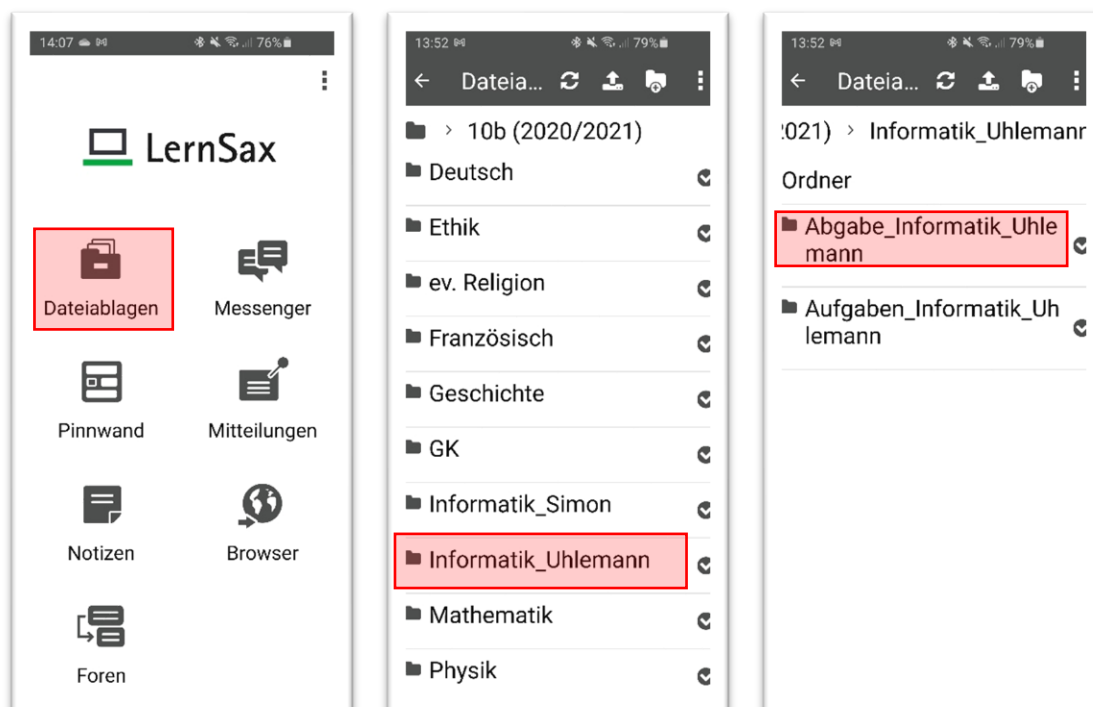 14:07 76%
LernSax
Dateiablagen Messenger
Pinnwand Mitteilungen
Notizen Browser
Foren
13:52 79%
Dateia...
> 10b (2020/2021)
Deutsch
Ethik
ev. Religion
Französisch
Geschichte
GK
Informatik_Simon
Informatik_Uhlemann
Mathematik
Physik
13:52 79%
Dateia...
:021) > Informatik_Uhlemann
Ordner
Abgabe_Informatik_Uhle
mann
Aufgaben_Informatik_Uh
lemann